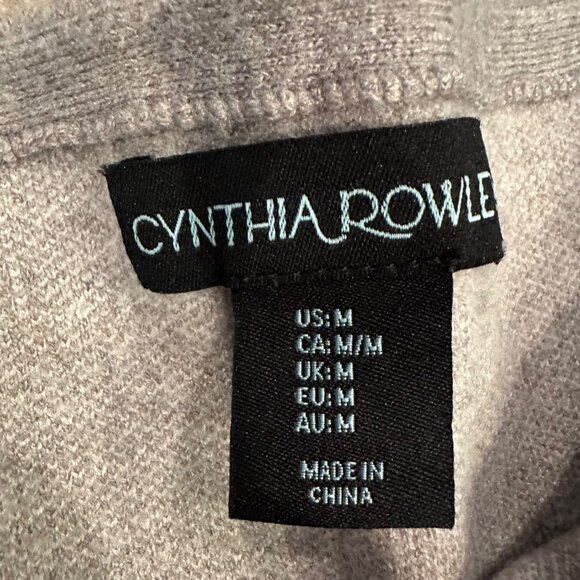 CYNTHIA ROWLE
US: M
CA: M/M
UK: M
EU: M
AU: M
MADE IN
CHINA